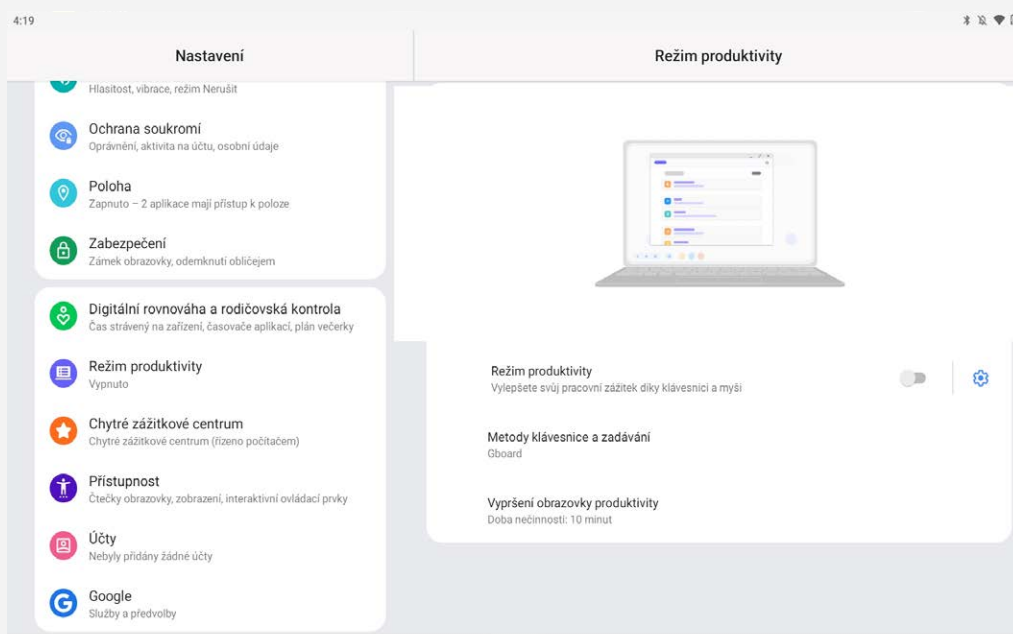 4:19
Nastavení
Režim produktivity
Hlasitost, vibrace, režim Nerušit
Ochrana soukromí
Oprávnění, aktivita na účtu, osobní údaje
Poloha
Zapnuto – 2 aplikace mají přístup k poloze
Zabezpečení
Zámek obrazovky, odemknutí obličejem
Digitální rovnováha a rodičovská kontrola
Čas strávený na zařízení, časovače aplikací, plán večerky
Režim produktivity
Vypnuto
Chytré zážitkové centrum
Chytré zážitkové centrum (řízeno počítačem)
Přístupnost
Čtečky obrazovky, zobrazení, interaktivní ovládací prvky
Účty
Nebyly přidány žádné účty
Google
Služby a předvolby
Režim produktivity
Vylepšete svůj pracovní zážitek díky klávesnici a myši
Metody klávesnice a zadávání
Gboard
Vypršení obrazovky produktivity
Doba nečinnosti: 10 minut